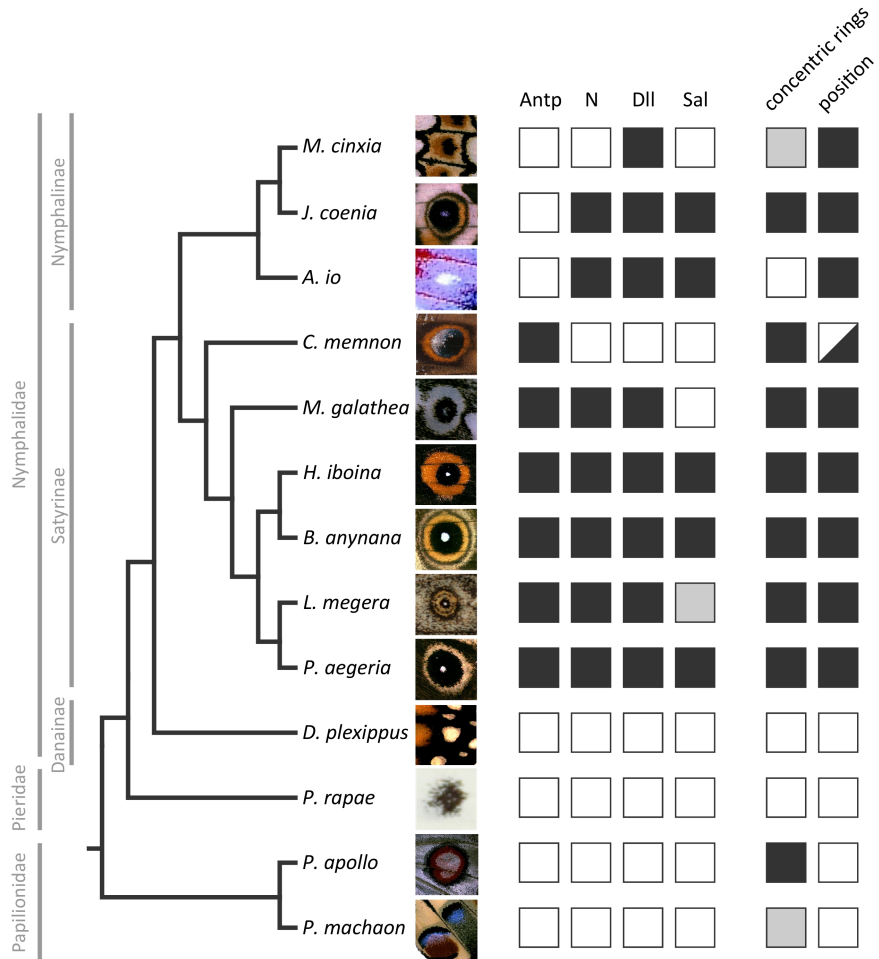 concentric rings
position
Antp N Dll Sal
M. cinxia
J. coenia
A. io
C. memnon
M. galathea
H. iboina
B. anynana
L. megera
P. aegeria
D. plexippus
P. rapae
P. apollo
P. machaon
Nymphalinae
Satyrinae
Danainae
Nymphalidae
Pieridae
Papilionidae